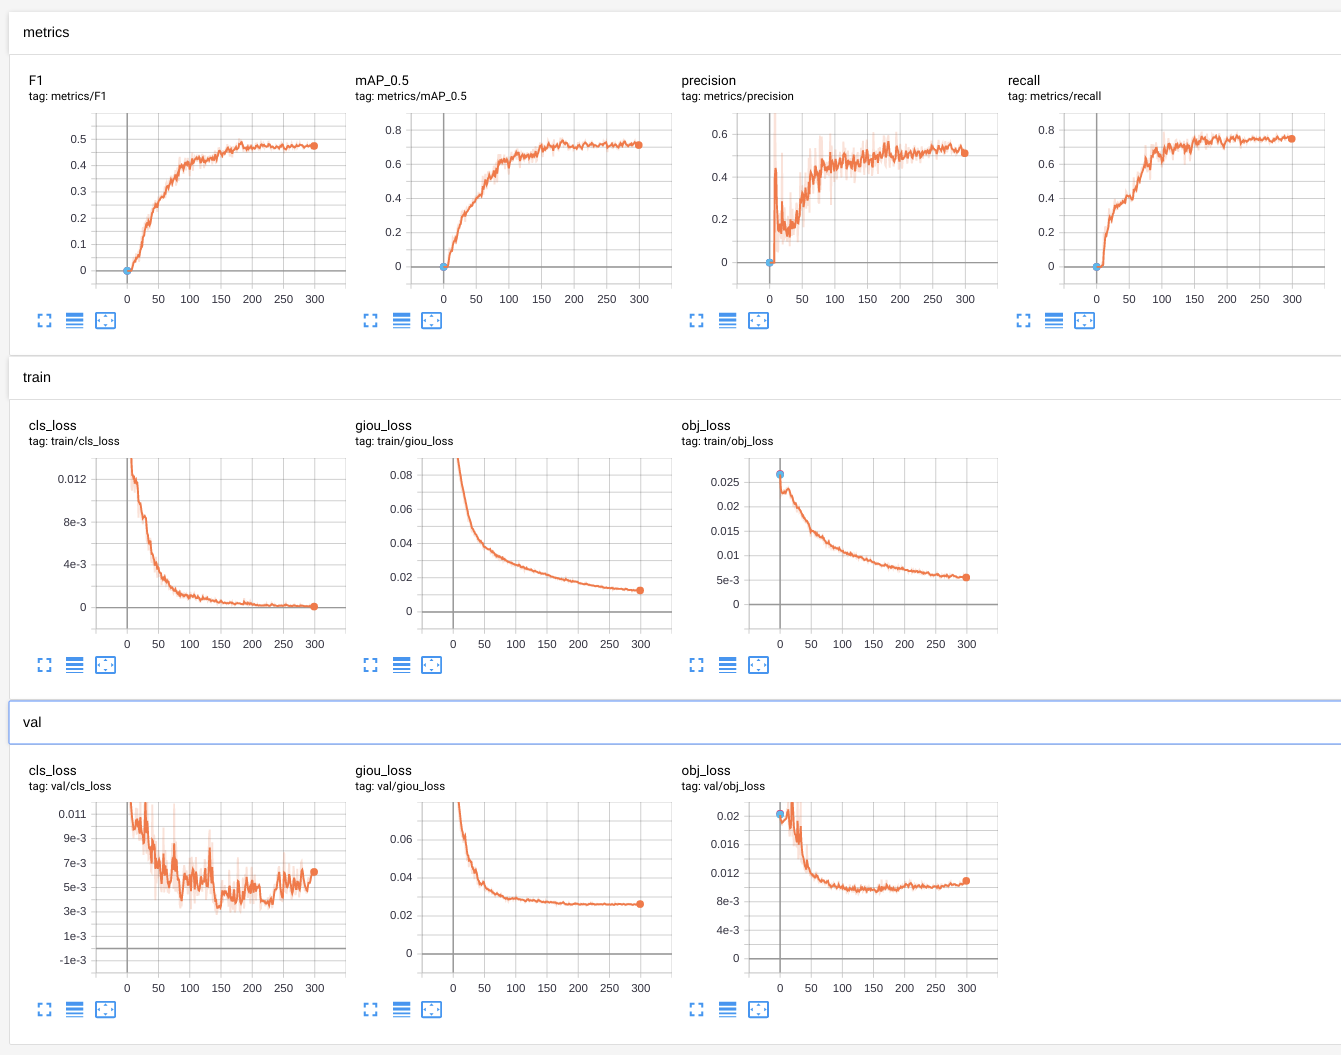 metrics
F1 mAP_0.5 precision recall
tag: metrics/F1 tag: metrics/mAP_0.5 tag: metrics/precision tag: metrics/recall
0.5 0.8 0.6 0.8
0.4 0.6 0.4 0.6
0.3 0.4 0.2 0.4
0.2 0.2 0 0.2
0.1 0 0
0
0 50 100 150 200 250 300 0 50 100 150 200 250 300 0 50 100 150 200 250 300 0 50 100 150 200 250 300
train
cls_loss giou_loss obj_loss
tag: train/cls_loss tag: train/giou_loss tag: train/obj_loss
0.012 0.08 0.025
8e-3 0.06 0.02
4e-3 0.04 0.015
0 0.02 0.01
0 5e-3
0
0 50 100 150 200 250 300 0 50 100 150 200 250 300 0 50 100 150 200 250 300
val
cls_loss giou_loss obj_loss
tag: val/cls_loss tag: val/giou_loss tag: val/obj_loss
0.011 0.06 0.02
9e-3 0.04 0.016
7e-3 0.02 0.012
5e-3 0 8e-3
3e-3 4e-3
1e-3 0
-1e-3
0 50 100 150 200 250 300 0 50 100 150 200 250 300 0 50 100 150 200 250 300